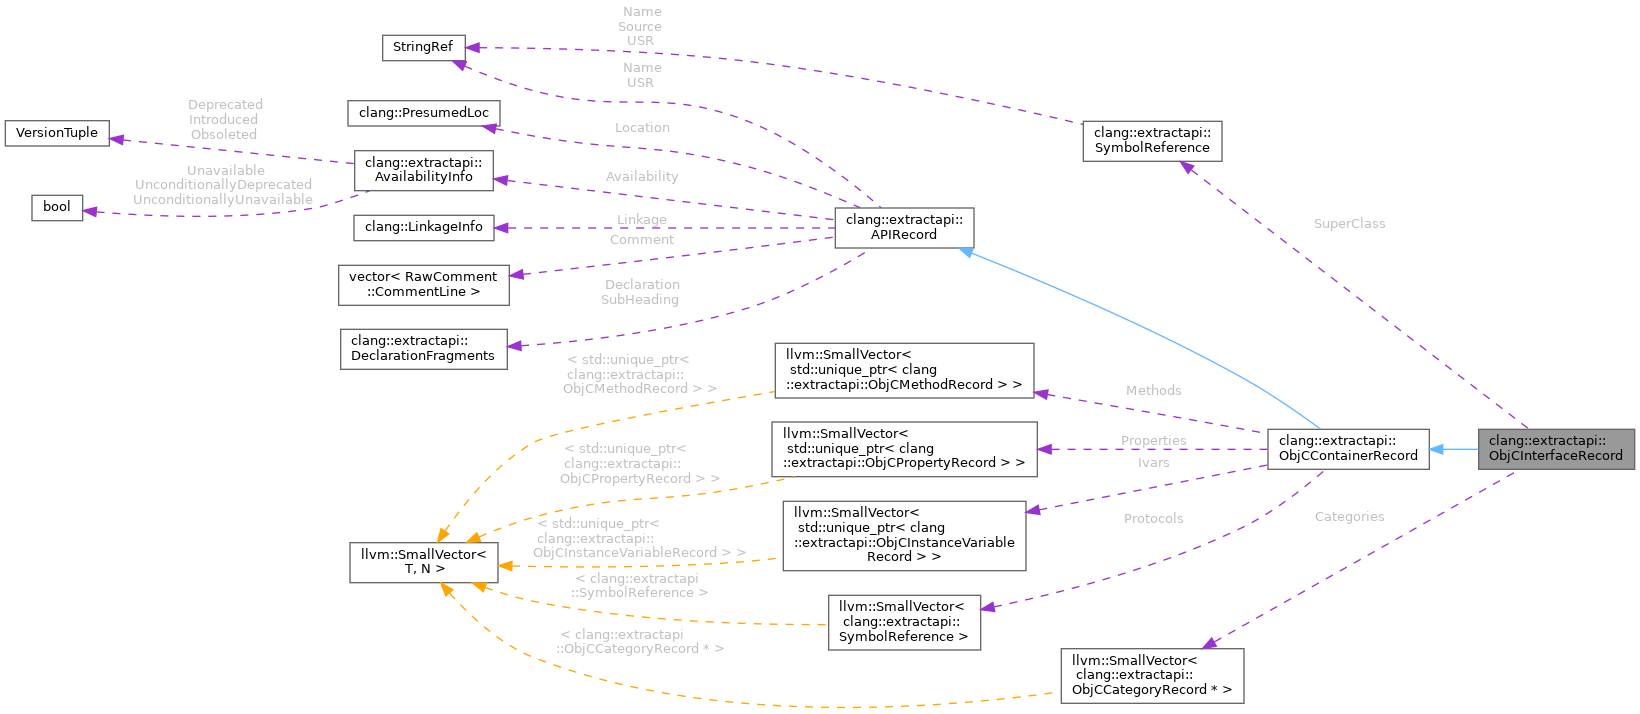 Name
Source
USR
StringRef
Name
USR
Deprecated
Introduced
Obsoleted
clang::PresumedLoc
Location
VersionTuple
clang::extractapi::
SymbolReference
clang::extractapi::
AvailabilityInfo
Availability
Unavailable
UnconditionallyDeprecated
UnconditionallyUnavailable
bool
clang::LinkageInfo
Linkage
clang::extractapi::
APIRecord
SuperClass
Comment
vector< RawComment
::CommentLine >
Declaration
SubHeading
clang::extractapi::
DeclarationFragments
< std::unique_ptr<
clang::extractapi::
ObjCMethodRecord > >
llvm::SmallVector<
std::unique_ptr< clang
::extractapi::ObjCMethodRecord > >
Methods
< std::unique_ptr<
clang::extractapi::
ObjCPropertyRecord > >
llvm::SmallVector<
std::unique_ptr< clang
::extractapi::ObjCPropertyRecord > >
Properties
Ivars
clang::extractapi::
ObjCContainerRecord
clang::extractapi::
ObjCInterfaceRecord
< std::unique_ptr<
clang::extractapi::
ObjCInstanceVariableRecord > >
llvm::SmallVector<
std::unique_ptr< clang
::extractapi::ObjCInstanceVariable
Record > >
Protocols
Categories
llvm::SmallVector<
T, N >
< clang::extractapi
::SymbolReference >
llvm::SmallVector<
clang::extractapi::
SymbolReference >
< clang::extractapi
::ObjCCategoryRecord * >
llvm::SmallVector<
clang::extractapi::
ObjCCategoryRecord * >